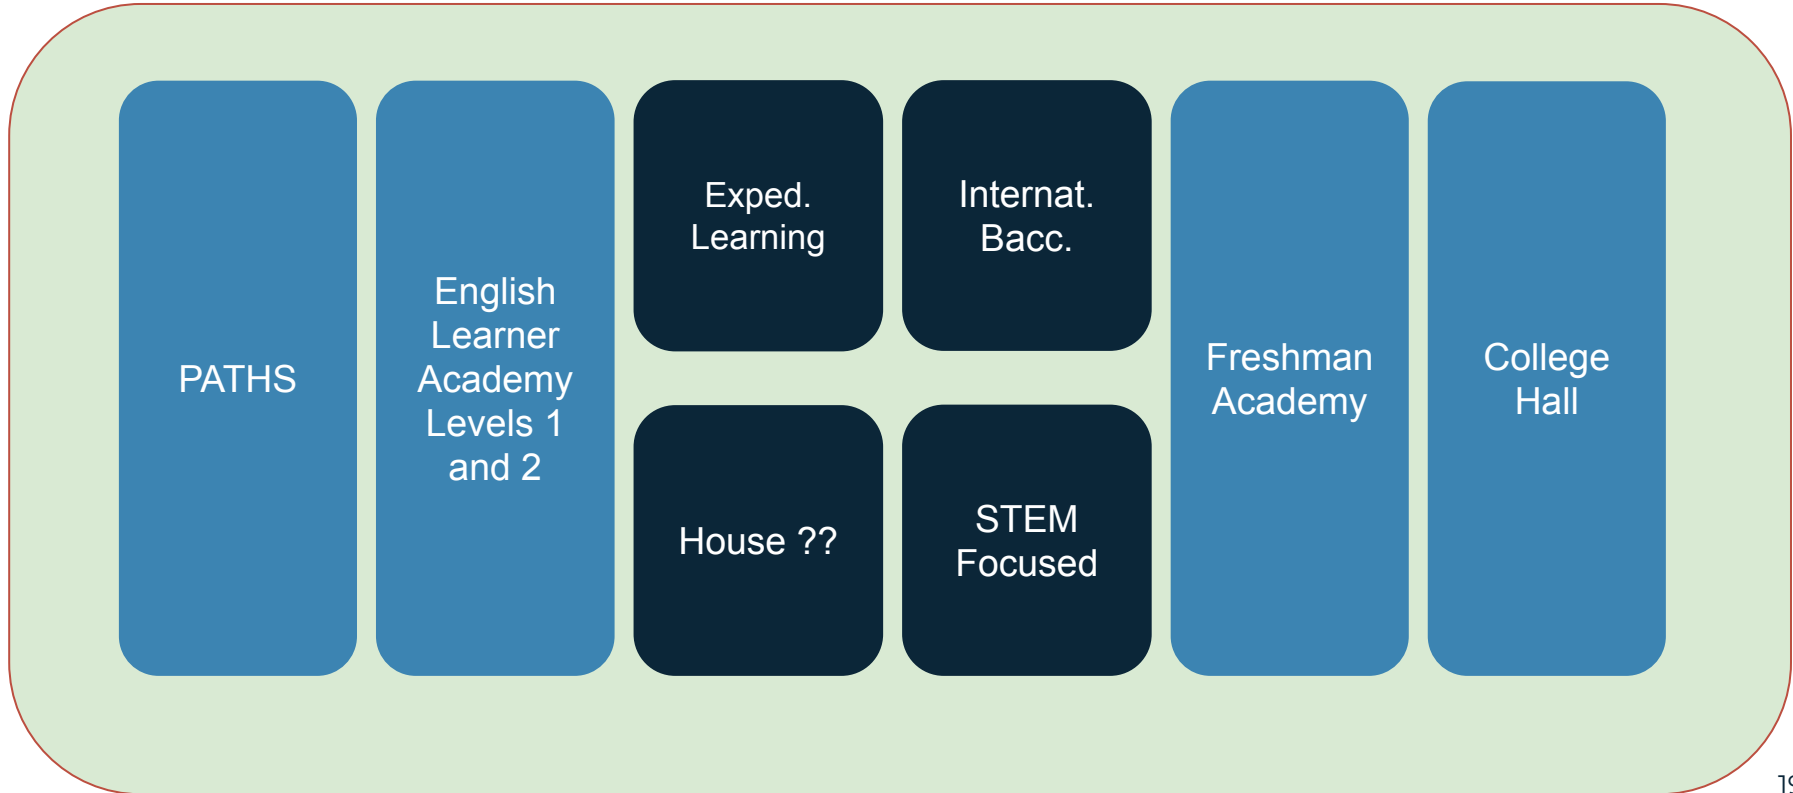 PATHS
English
Learner
Academy
Levels 1
and 2
Exped.
Learning
Internat.
Bacc.
House ??
STEM
Focused
Freshman
Academy
College
Hall
19